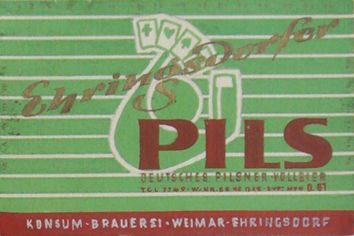 Ehringsdorfer
PILS
DEUTSCHES PILSNER VOLLBIER
KONSUM-BRAUEREI-WEIMAR-EHRINGSDORF